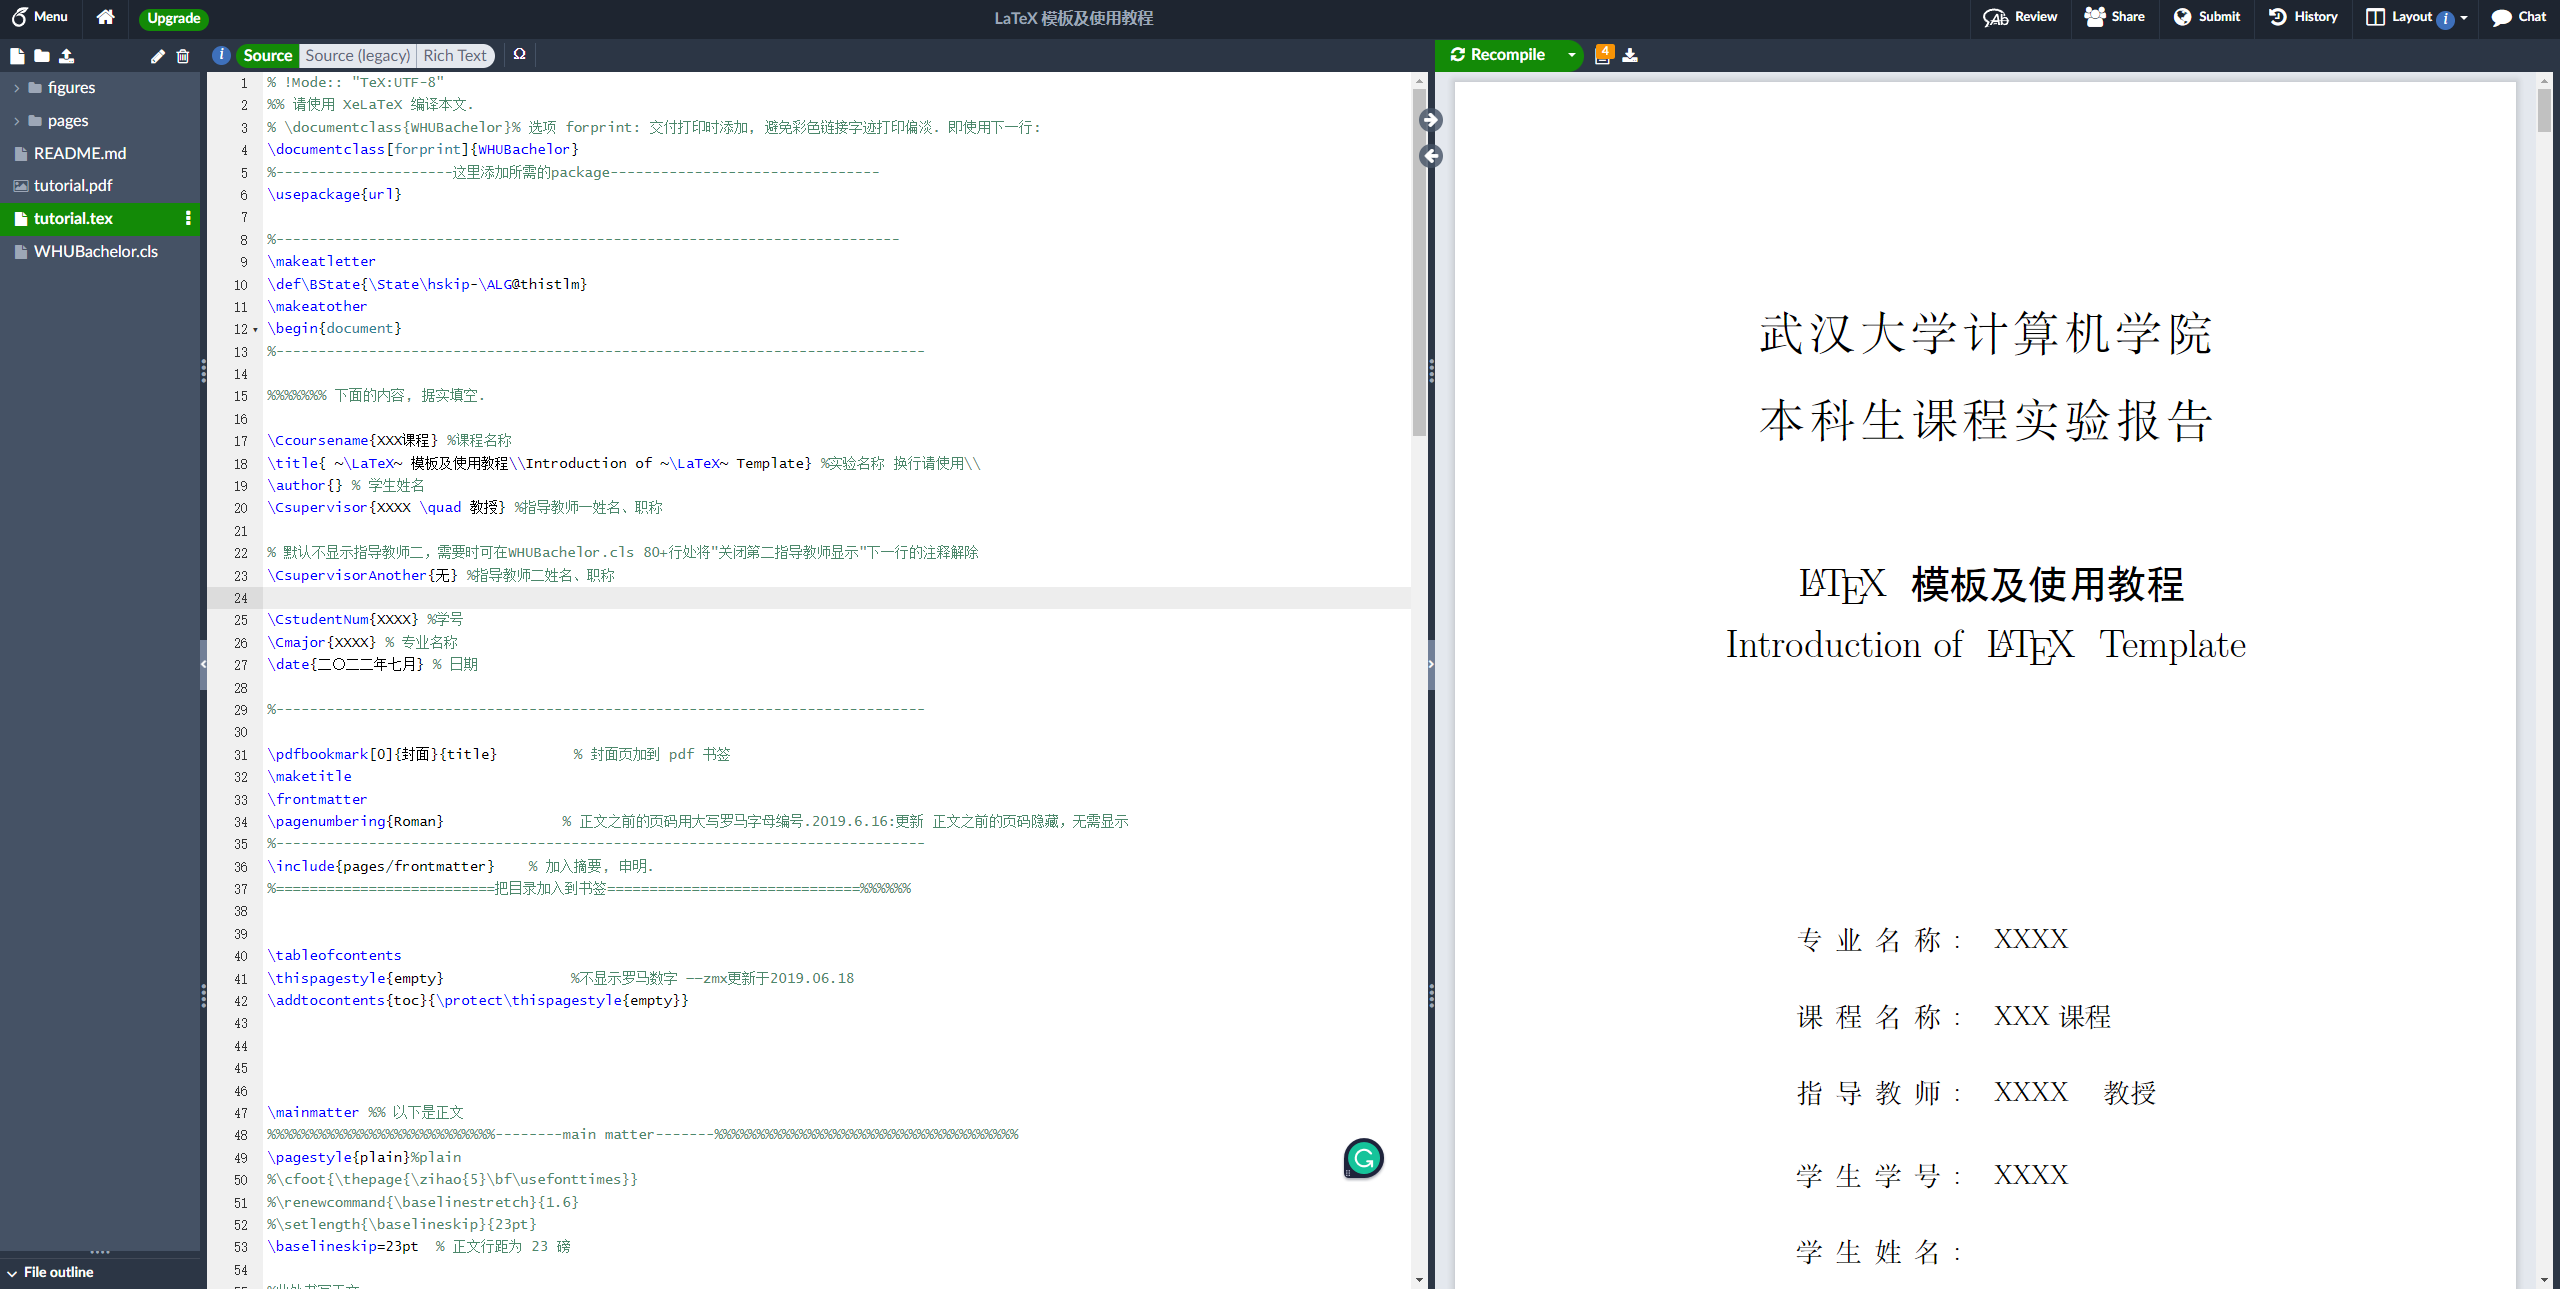 Menu
Upgrade
LaTeX 模板及使用教程
Review
Share
Submit
History
Layout
Chat
Source
Source (legacy)
Rich Text
Ω
Recompile
4
figures
pages
README.md
tutorial.pdf
tutorial.tex
WHUBachelor.cls
File outline
1 % !Mode:: "TeX:UTF-8"
2 %% 请使用 XeLaTeX 编译本文.
3 % \documentclass{WHUBachelor}% 选项 forprint: 交付打印时添加, 避免彩色链接字迹打印偏淡. 即使用下一行:
4 \documentclass[forprint]{WHUBachelor}
5 %---------------------这里添加所需的package--------------------------------
6 \usepackage{url}
7
8 %--------------------------------------------------------------------------
9 \makeatletter
10 \def\BState{\State\hskip-\ALG@thistlm}
11 \makeatother
12 \begin{document}
13 %-----------------------------------------------------------------------------
14
15 %%%%%%% 下面的内容, 据实填空.
16
17 \Ccoursename{XXX课程} %课程名称
18 \title{ ~\LaTeX~ 模板及使用教程\\Introduction of ~\LaTeX~ Template} %实验名称 换行请使用\\
19 \author{} % 学生姓名
20 \Csupervisor{XXXX \quad 教授} %指导教师一姓名、职称
21
22 % 默认不显示指导教师二，需要时可在WHUBachelor.cls 80+行处将"关闭第二指导教师显示"下一行的注释解除
23 \CsupervisorAnother{无} %指导教师二姓名、职称
24
25 \CstudentNum{XXXX} %学号
26 \Cmajor{XXXX} % 专业名称
27 \date{二〇二二年七月} % 日期
28
29 %-----------------------------------------------------------------------------
30
31 \pdfbookmark[0]{封面}{title} % 封面页加到 pdf 书签
32 \maketitle
33 \frontmatter
34 \pagenumbering{Roman} % 正文之前的页码用大写罗马字母编号.2019.6.16:更新 正文之前的页码隐藏，无需显示
35 %-----------------------------------------------------------------------------
36 \include{pages/frontmatter} % 加入摘要, 申明.
37 %==========================把目录加入到书签==============================%%%%%%
38
39
40 \tableofcontents
41 \thispagestyle{empty} %不显示罗马数字 --zmx更新于2019.06.18
42 \addtocontents{toc}{\protect\thispagestyle{empty}}
43
44
45
46
47 \mainmatter %% 以下是正文
48 %%%%%%%%%%%%%%%%%%%%%%%%%%%--------main matter-------%%%%%%%%%%%%%%%%%%%%%%%%%%%%%%%%%%%%
49 \pagestyle{plain}%plain
50 %\cfoot{\thepage{\zihao{5}\bf\usefonttimes}}
51 %\renewcommand{\baselinestretch}{1.6}
52 %\setlength{\baselineskip}{23pt}
53 \baselineskip=23pt % 正文行距为 23 磅
54
武汉大学计算机学院
本科生课程实验报告
LATEX 模板及使用教程
Introduction of LATEX Template
专 业 名 称 : XXXX
课 程 名 称 : XXX 课程
指 导 教 师 : XXXX 教授
学 生 学 号 : XXXX
学 生 姓 名 :